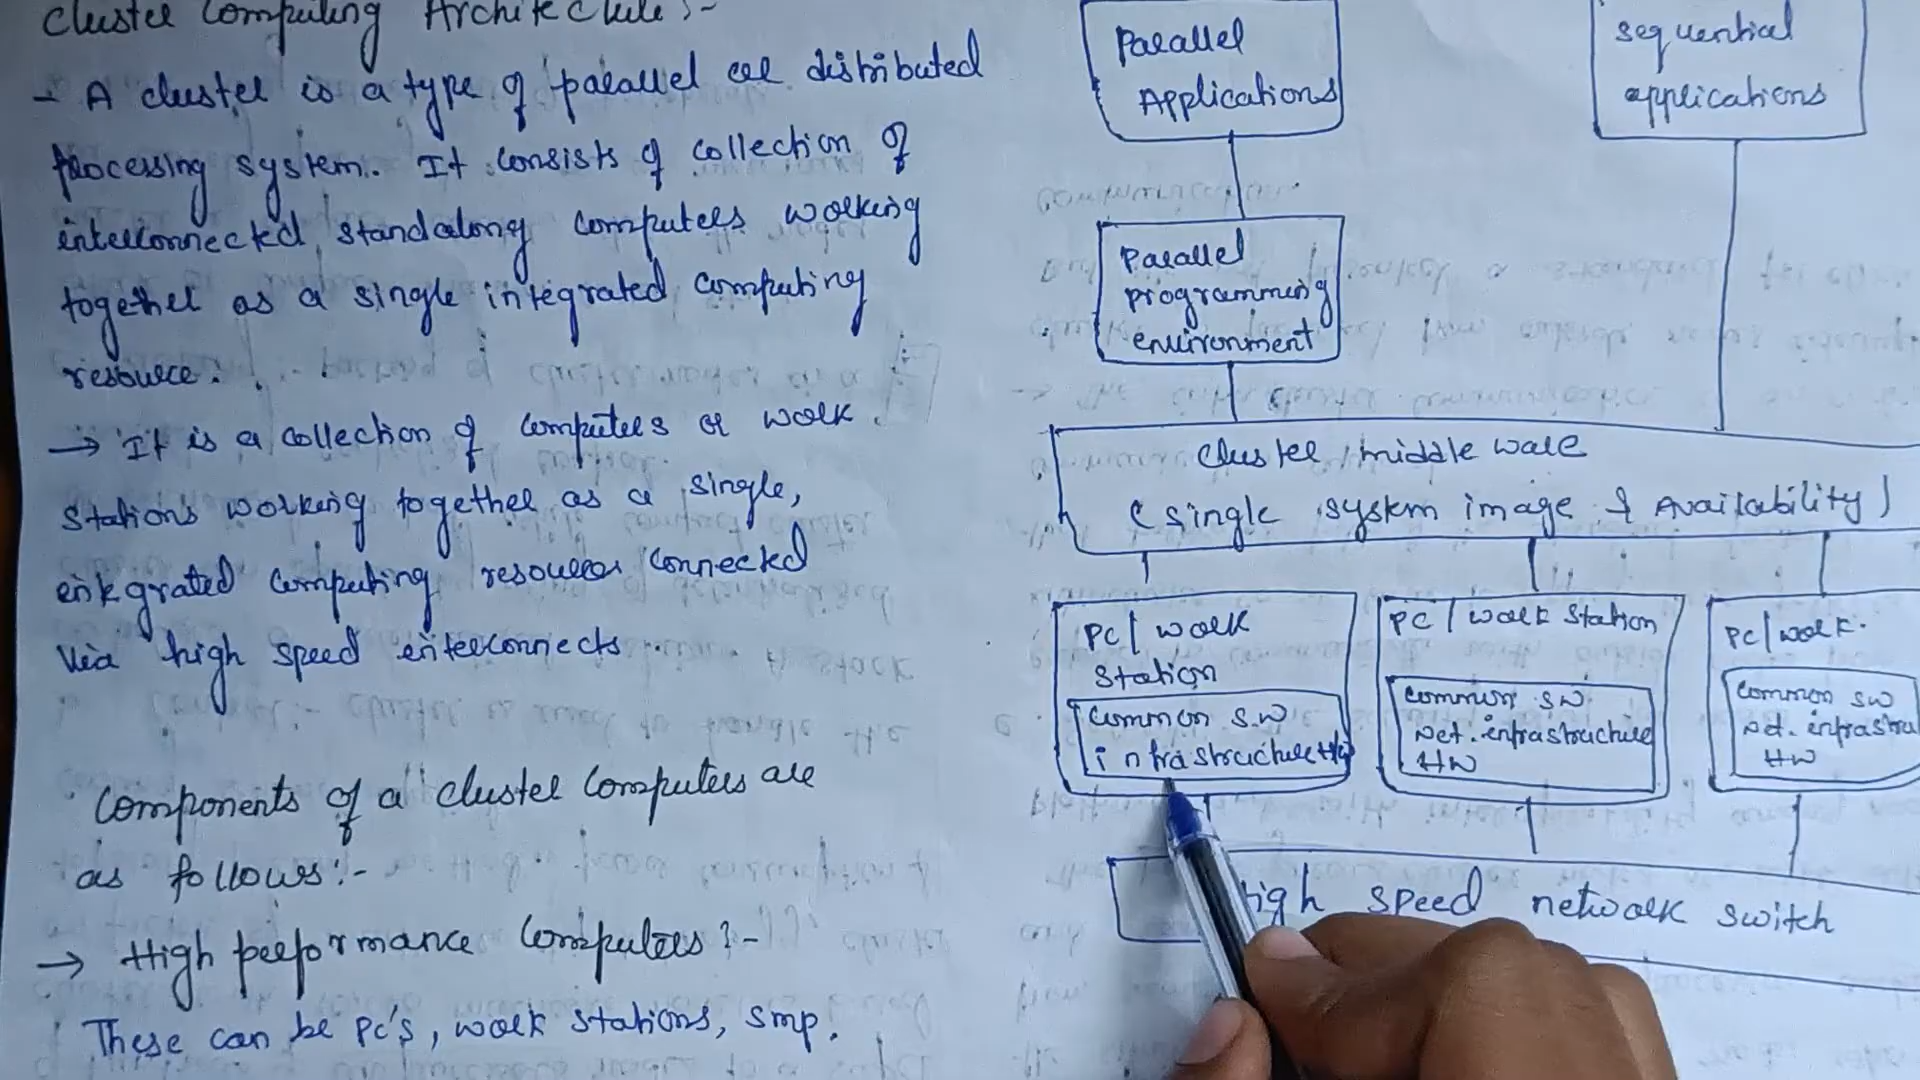 Cluster Computing Architecture :-
- A cluster is a type of parallel or distributed
processing system. It consists of collection of
interconnected standalong computers working
together as a single integrated computing
resource.
→ It is a collection of computers or work
stations working together as a single,
integrated computing resources connected
via high speed interconnects.
Components of a cluster computers are
as follows:-
→ High performance computers :-
These can be pc's, work stations, smp.
Parallel
Applications
sequential
applications
Parallel
programming
environment
cluster middle ware
( single system image & Availability )
PC / work
station
common s.w
infrastructure H/w
PC / work station
common sw
Net. infrastructure
HW
PC / work.
common sw
Net. infrastru
HW
High speed network switch